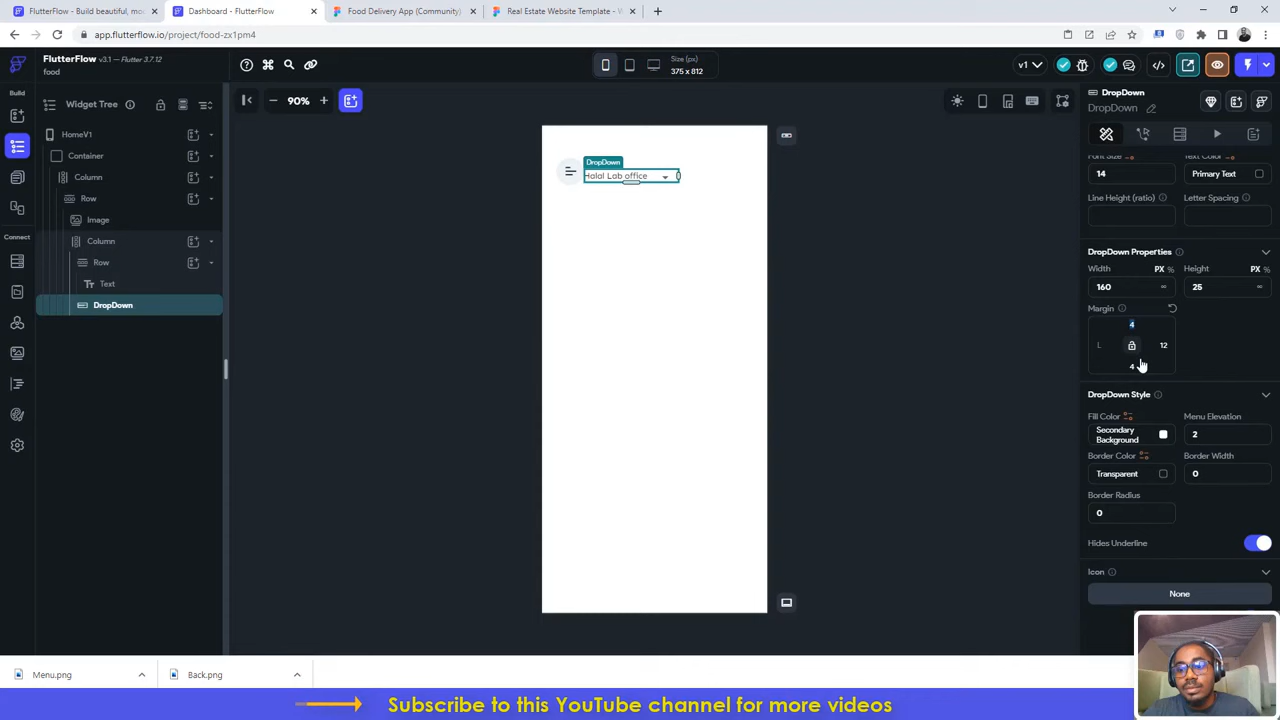 FlutterFlow - Build beautiful, mo
Dashboard - FlutterFlow
Food Delivery App (Community)
Real Estate Website Template - W
app.flutterflow.io/project/food-zx1pm4
FlutterFlow v3.1 — Flutter 3.7.12
food
Size (px)
375 x 812
v1
Build
Widget Tree
90%
DropDown
DropDown
HomeV1
Container
Column
Row
Image
Column
Row
Text
DropDown
Connect
DropDown
Halal Lab office
Font Size
Text Color
14
Primary Text
Line Height (ratio)
Letter Spacing
DropDown Properties
Width PX %
Height PX %
160
25
Margin
4
L
12
4
DropDown Style
Fill Color
Menu Elevation
Secondary
Background
2
Border Color
Border Width
Transparent
0
Border Radius
0
Hides Underline
Icon
None
Menu.png
Back.png
Subscribe to this YouTube channel for more videos